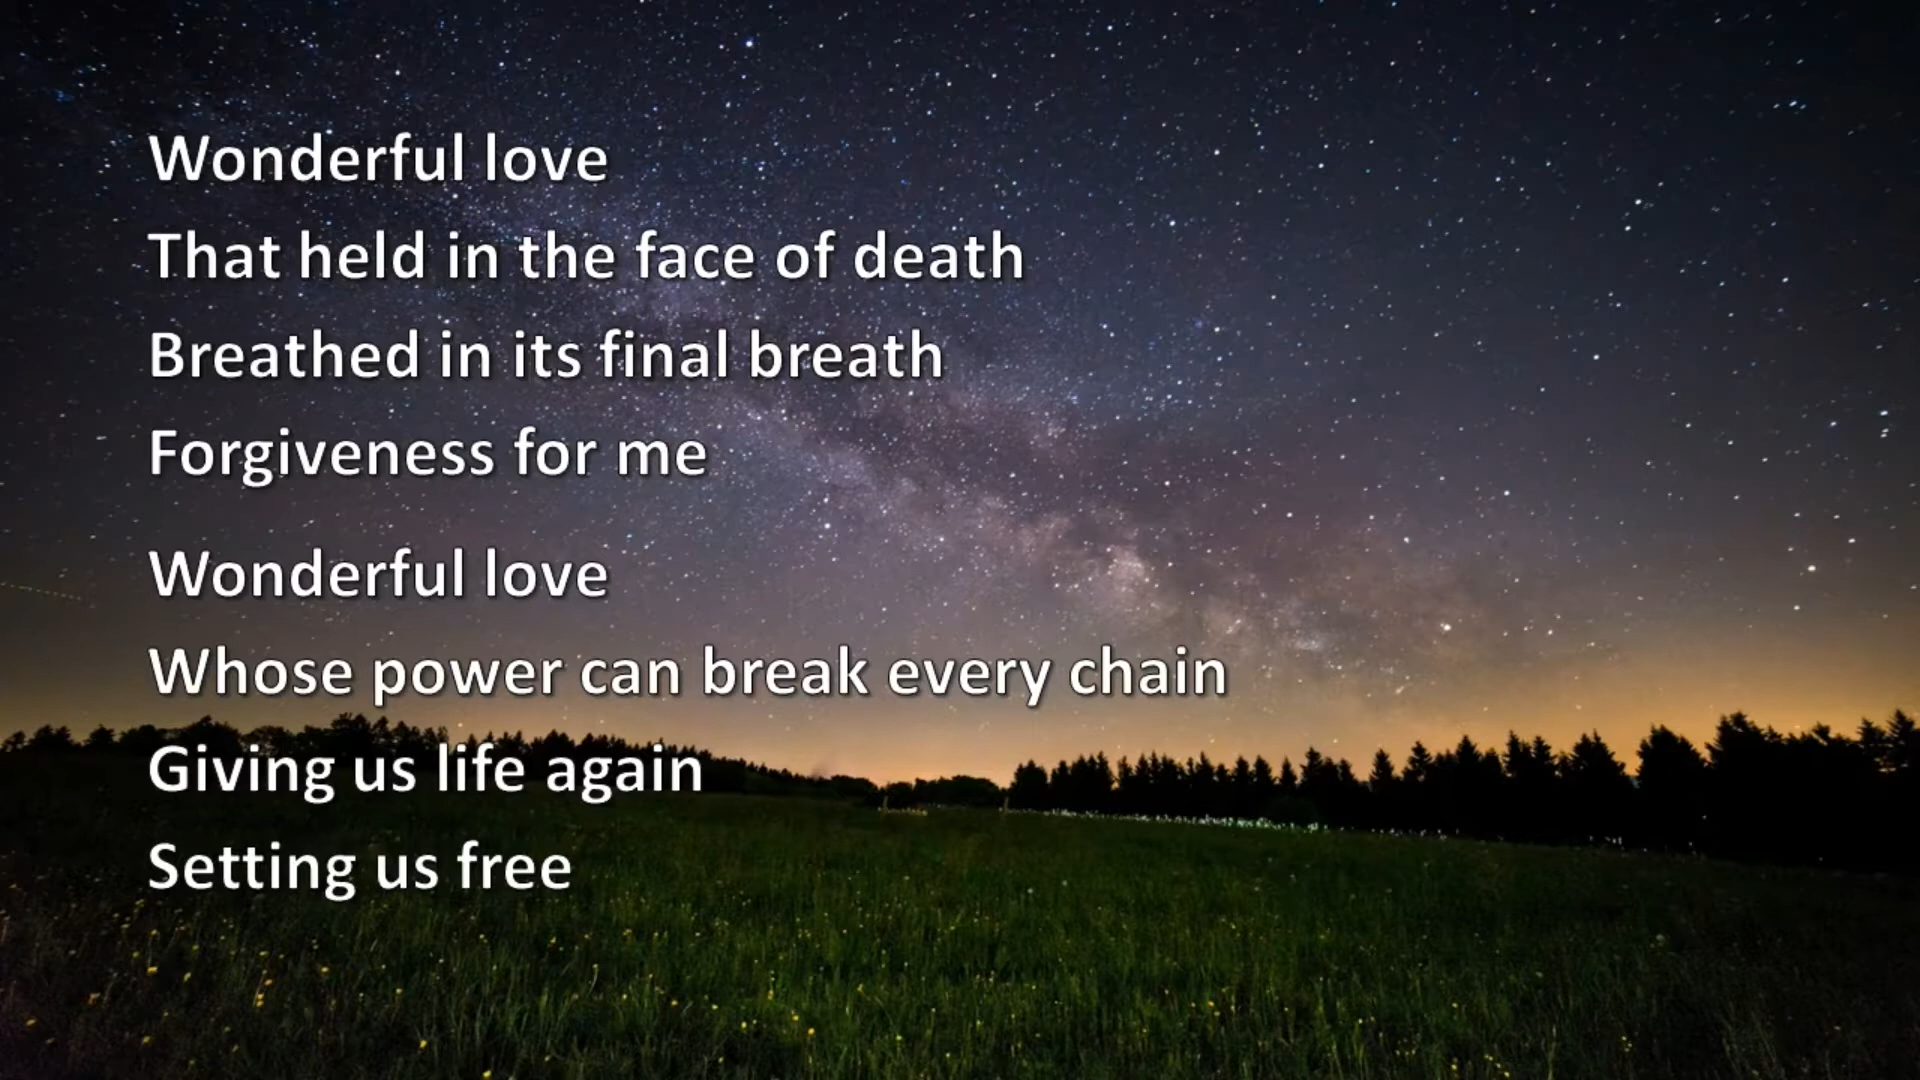 Wonderful love
That held in the face of death
Breathed in its final breath
Forgiveness for me
Wonderful love
Whose power can break every chain
Giving us life again
Setting us free